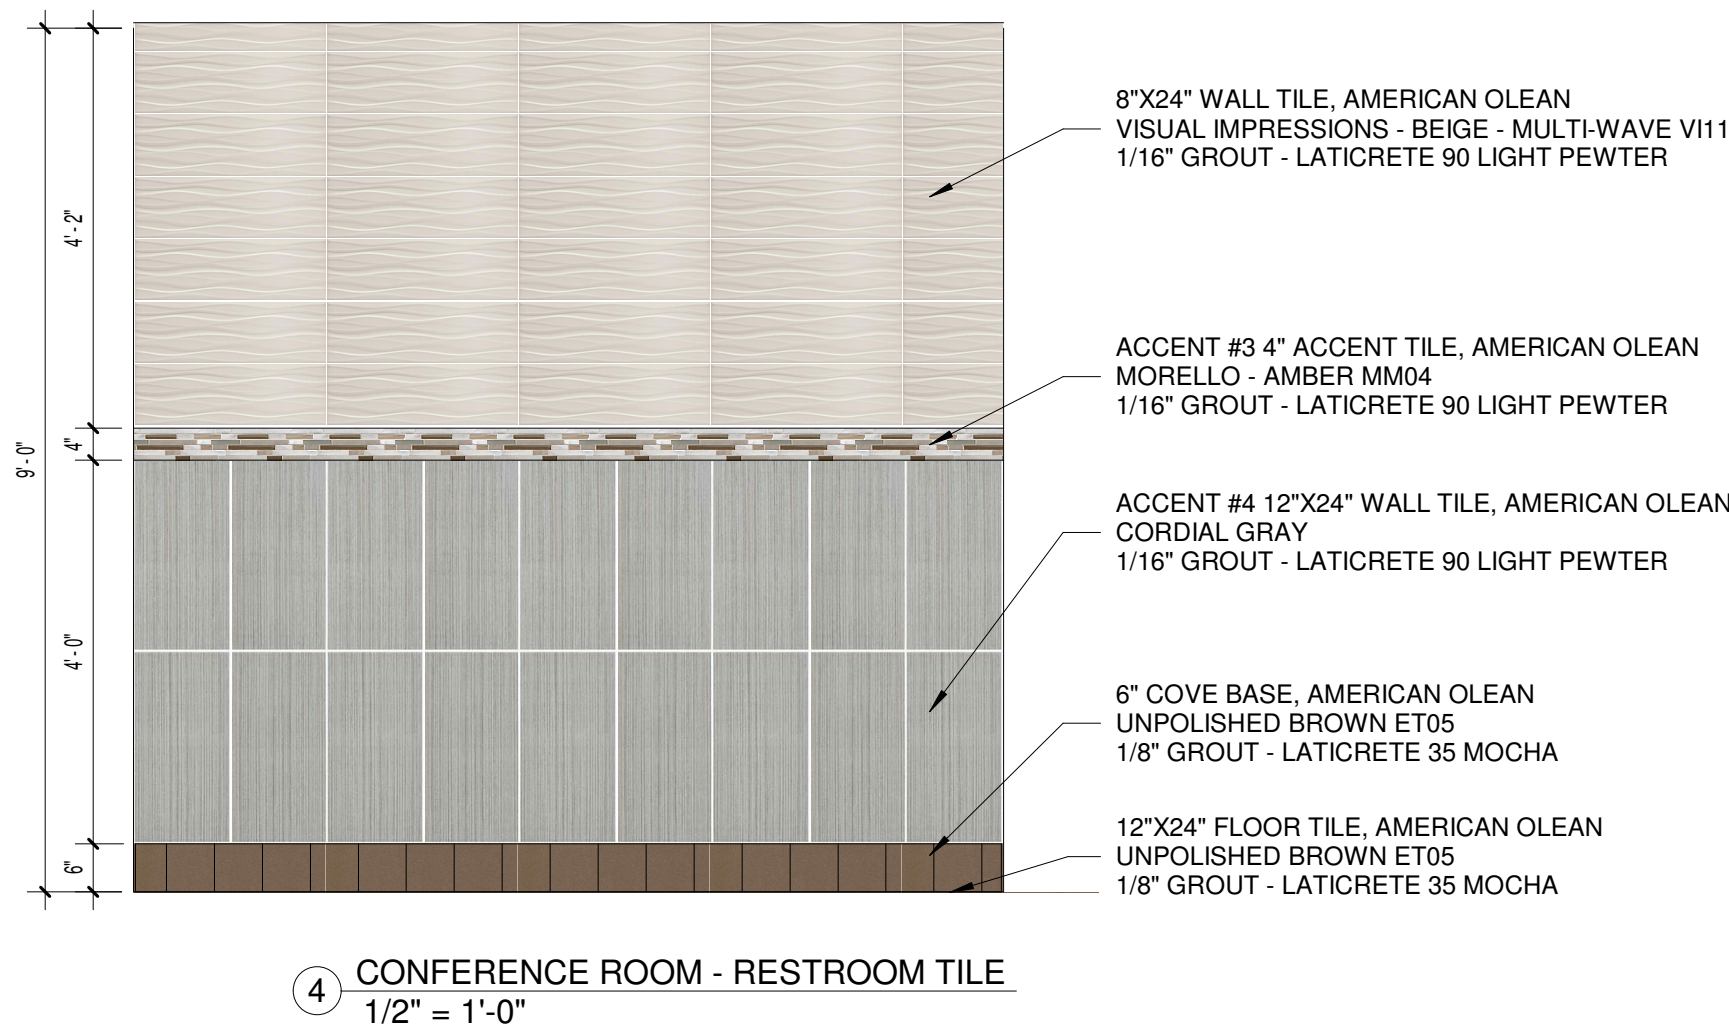 8"X24" WALL TILE, AMERICAN OLEAN
VISUAL IMPRESSIONS - BEIGE - MULTI-WAVE VI11
1/16" GROUT - LATICRETE 90 LIGHT PEWTER
4' - 2"
ACCENT #3 4" ACCENT TILE, AMERICAN OLEAN
MORELLO - AMBER MM04
1/16" GROUT - LATICRETE 90 LIGHT PEWTER
4"
9' - 0"
ACCENT #4 12"X24" WALL TILE, AMERICAN OLEAN
CORDIAL GRAY
1/16" GROUT - LATICRETE 90 LIGHT PEWTER
4' - 0"
6" COVE BASE, AMERICAN OLEAN
UNPOLISHED BROWN ET05
1/8" GROUT - LATICRETE 35 MOCHA
6"
12"X24" FLOOR TILE, AMERICAN OLEAN
UNPOLISHED BROWN ET05
1/8" GROUT - LATICRETE 35 MOCHA
4 CONFERENCE ROOM - RESTROOM TILE
1/2" = 1'-0"